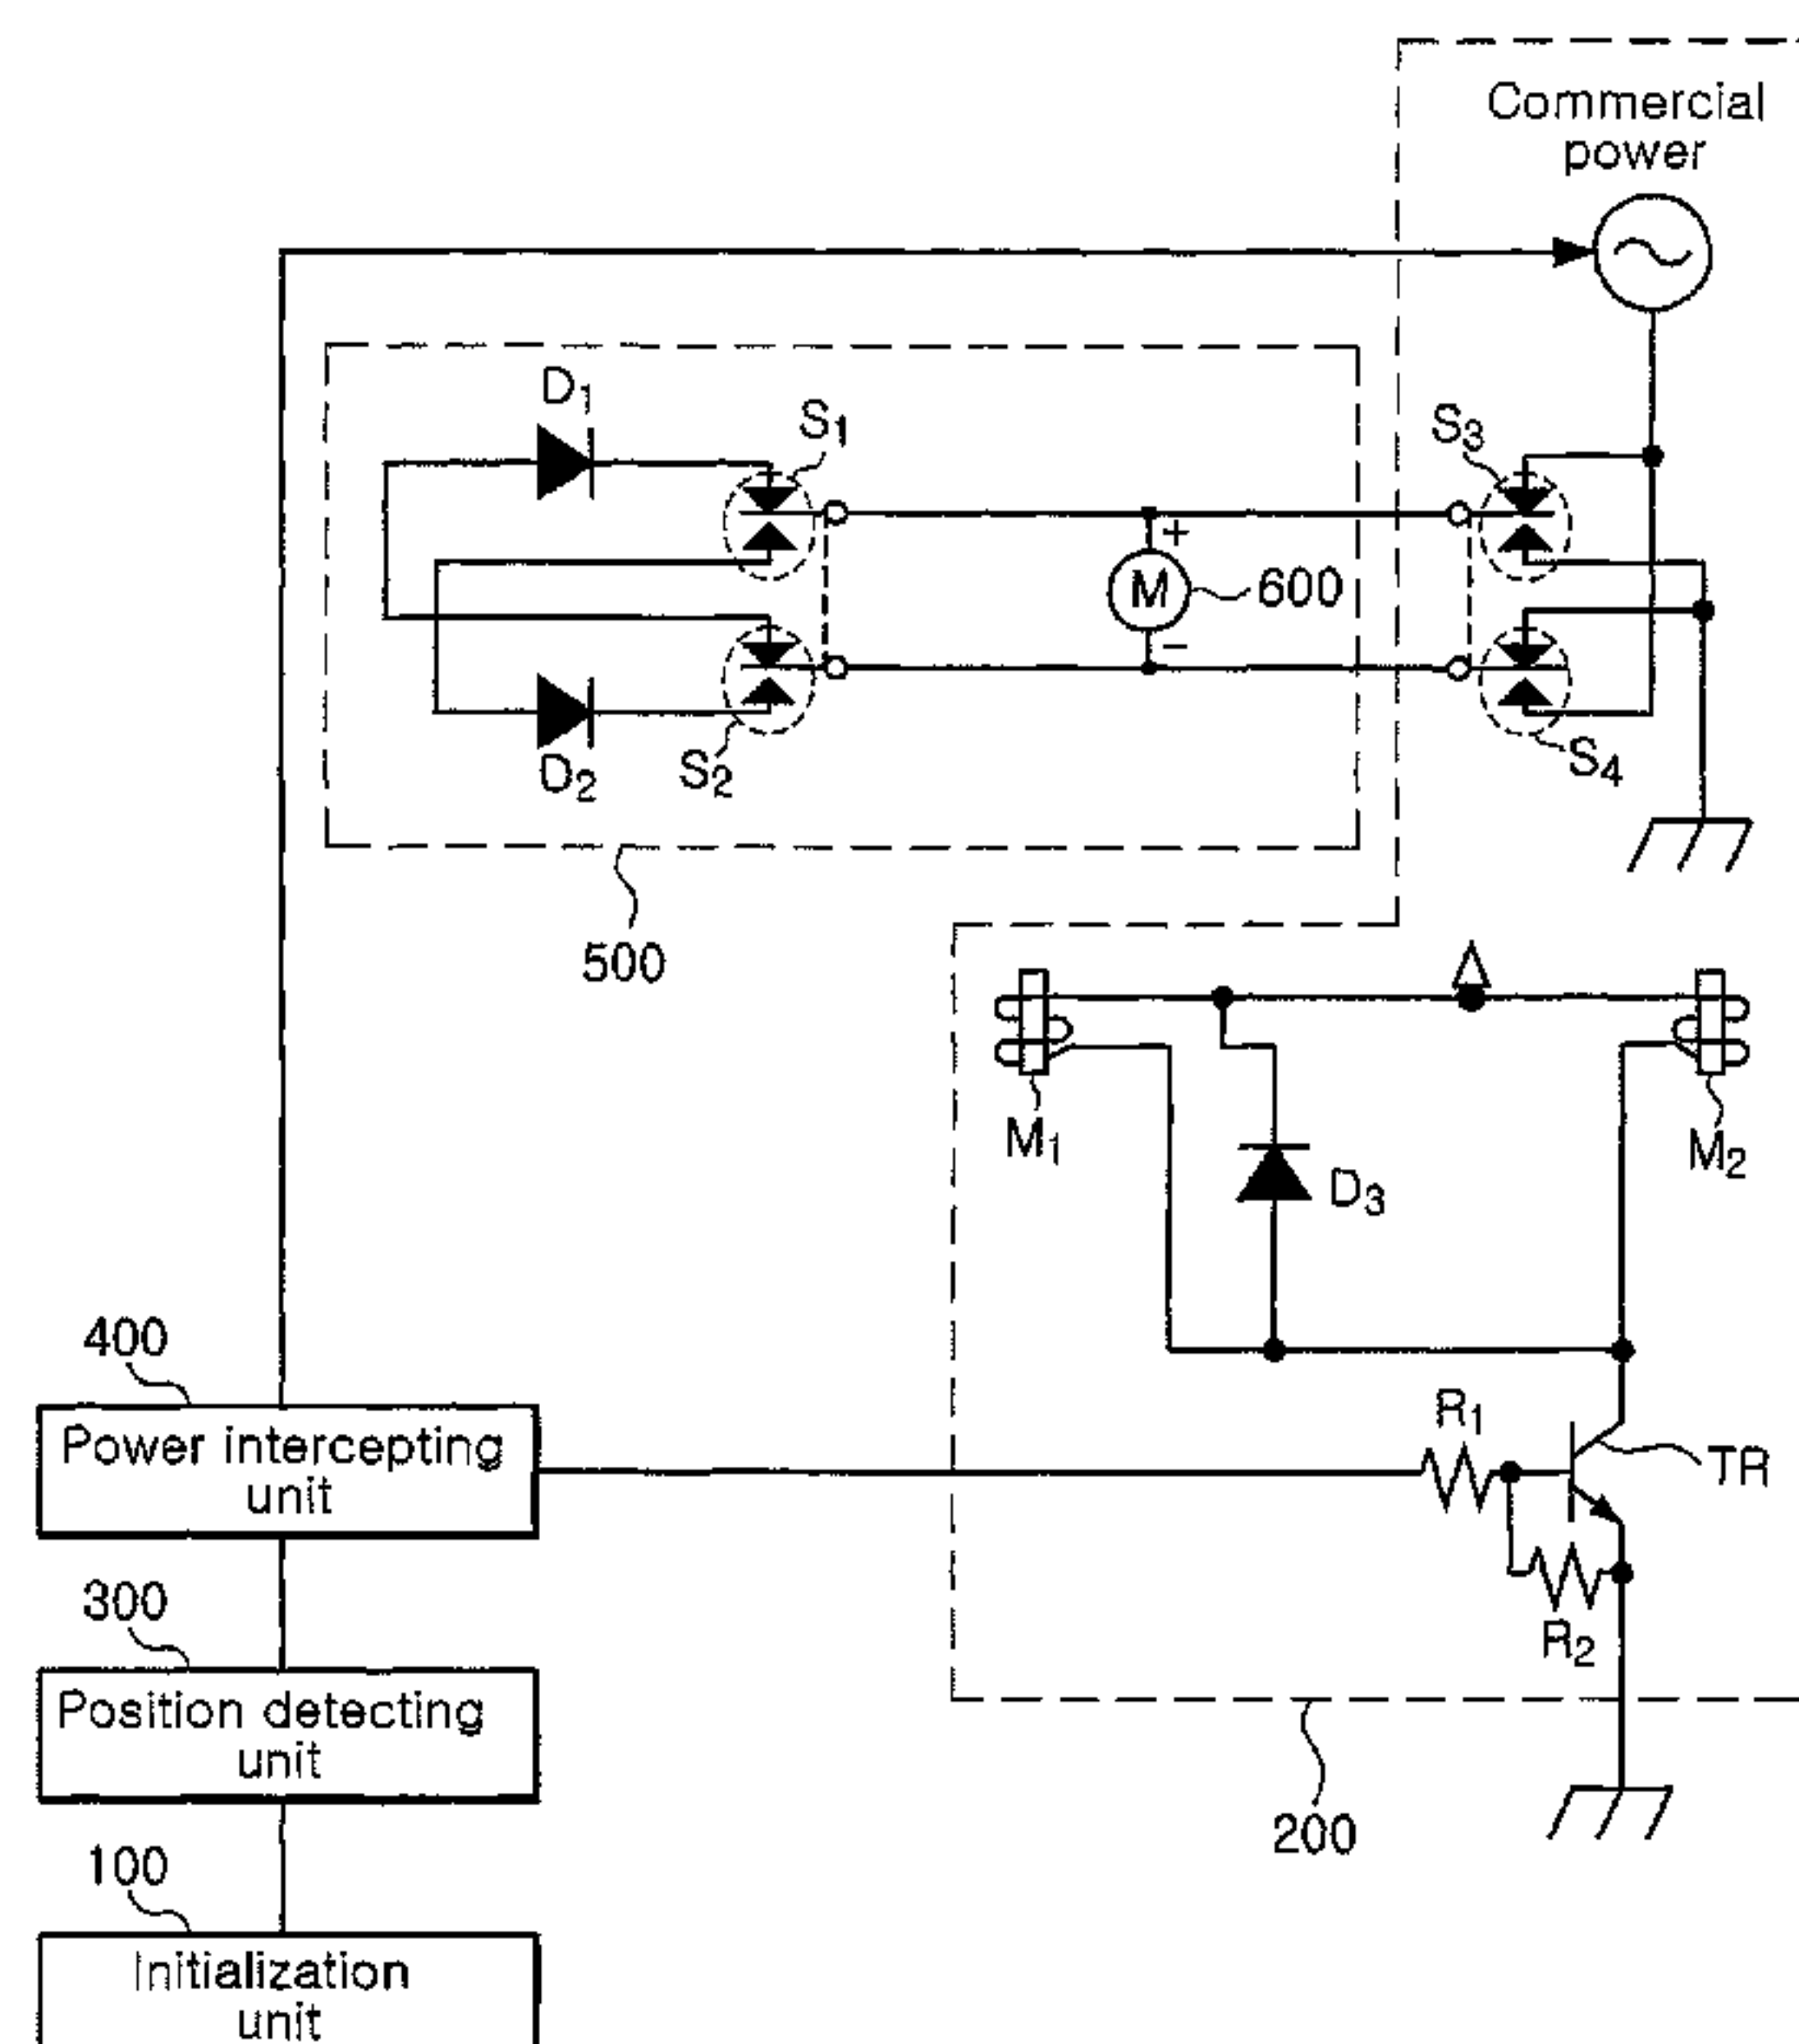 Commercial
power
D1
S1
S3
+
M
600
−
D2
S2
S4
500
M1
M2
D3
400
Power intercepting
unit
R1
TR
300
R2
Position detecting
unit
200
100
Initialization
unit